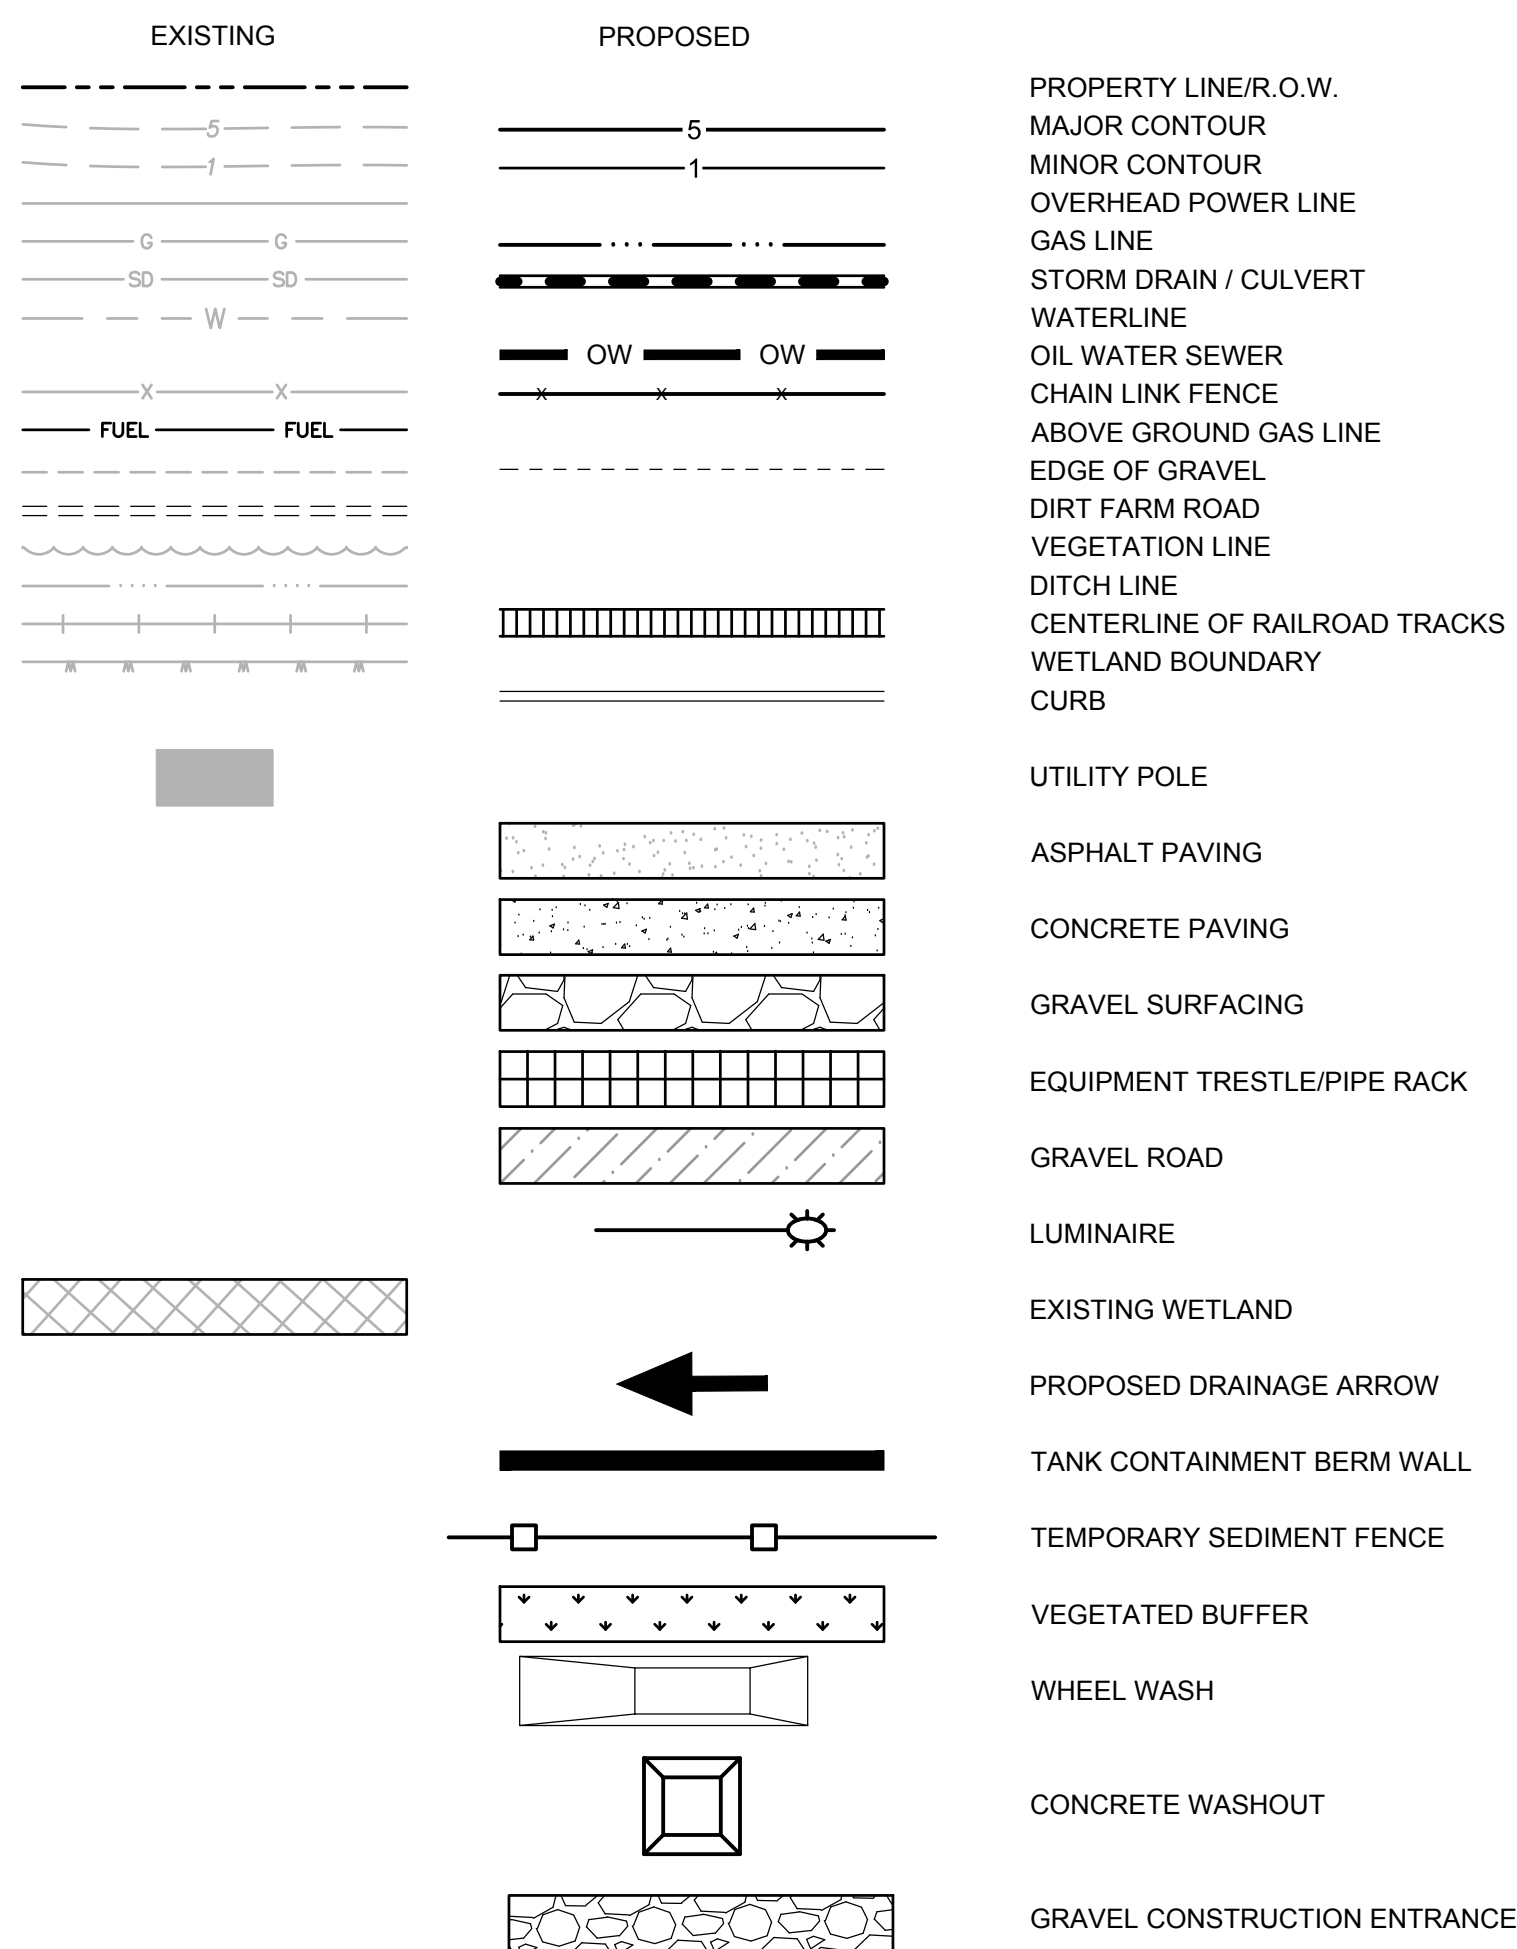 EXISTING PROPOSED
PROPERTY LINE/R.O.W.
5 5 MAJOR CONTOUR
1 1 MINOR CONTOUR
OVERHEAD POWER LINE
G G GAS LINE
SD SD STORM DRAIN / CULVERT
W WATERLINE
OW OW OIL WATER SEWER
X X x x x CHAIN LINK FENCE
FUEL FUEL ABOVE GROUND GAS LINE
EDGE OF GRAVEL
DIRT FARM ROAD
VEGETATION LINE
DITCH LINE
CENTERLINE OF RAILROAD TRACKS
WETLAND BOUNDARY
CURB
UTILITY POLE
ASPHALT PAVING
CONCRETE PAVING
GRAVEL SURFACING
EQUIPMENT TRESTLE/PIPE RACK
GRAVEL ROAD
LUMINAIRE
EXISTING WETLAND
PROPOSED DRAINAGE ARROW
TANK CONTAINMENT BERM WALL
TEMPORARY SEDIMENT FENCE
VEGETATED BUFFER
WHEEL WASH
CONCRETE WASHOUT
GRAVEL CONSTRUCTION ENTRANCE